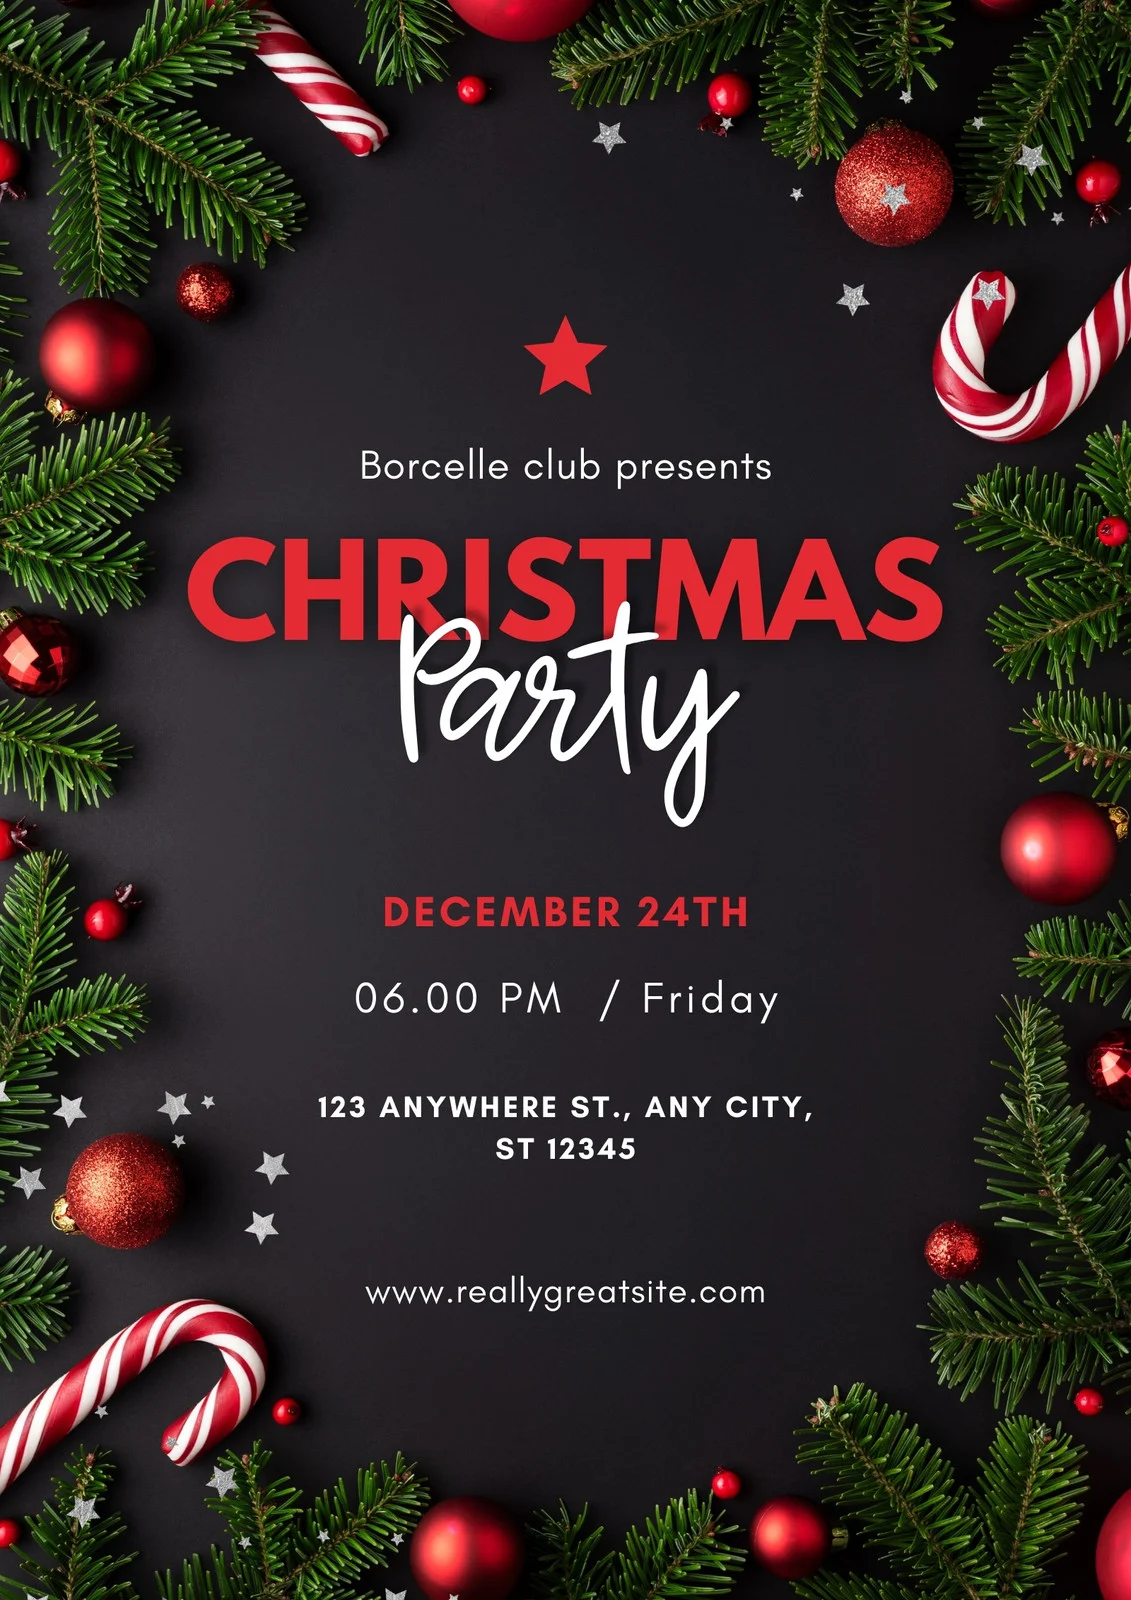 Borcelle club presents
CHRISTMAS
Party
DECEMBER 24TH
06.00 PM / Friday
123 ANYWHERE ST., ANY CITY,
ST 12345
www.reallygreatsite.com